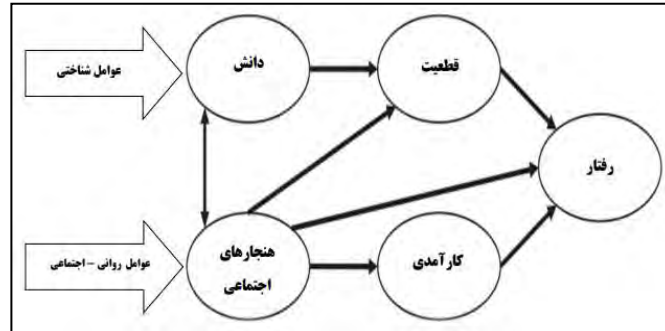 عوامل شناختی
دانش
قطعیت
رفتار
عوامل روانی – اجتماعی
هنجارهای
اجتماعی
کارآمدی